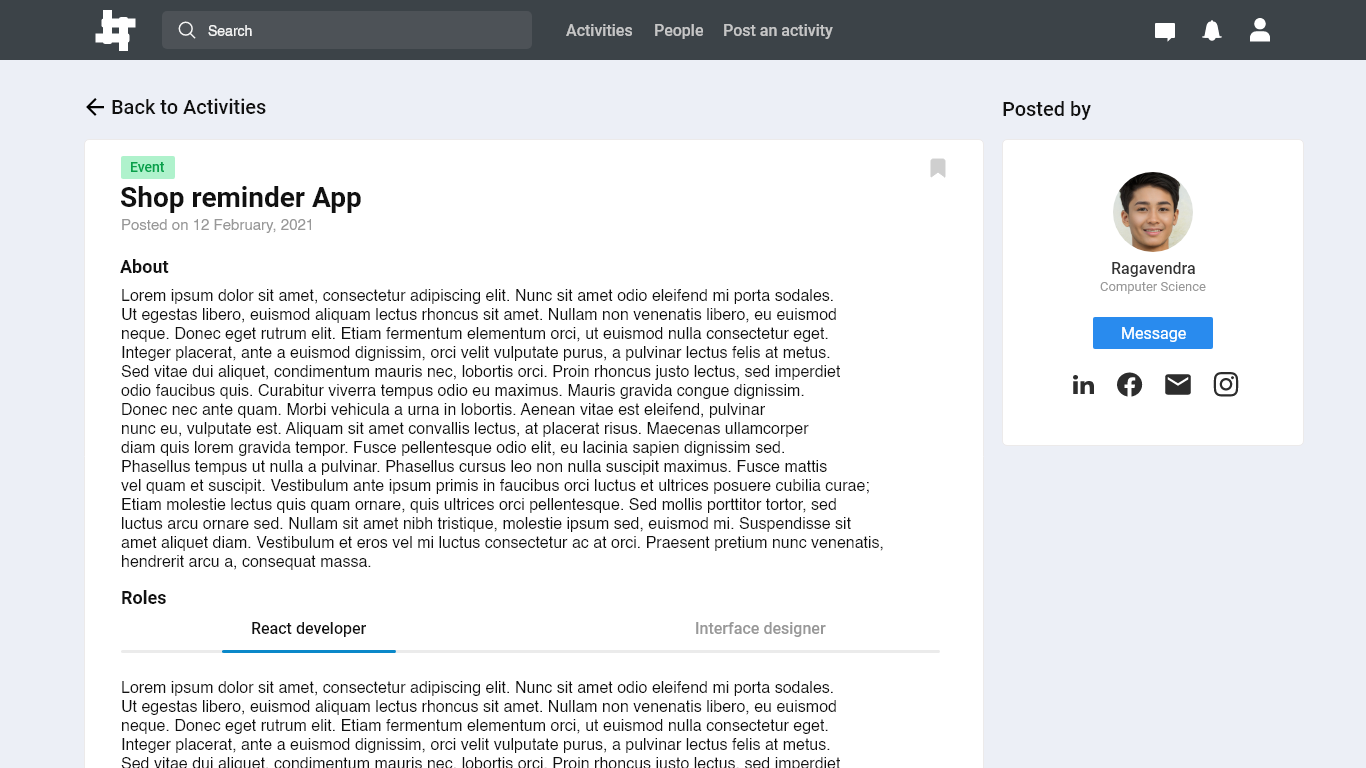 Search
Activities
People
Post an activity
Back to Activities
Event
Shop reminder App
Posted on 12 February, 2021
About
Lorem ipsum dolor sit amet, consectetur adipiscing elit. Nunc sit amet odio eleifend mi porta sodales.
Ut egestas libero, euismod aliquam lectus rhoncus sit amet. Nullam non venenatis libero, eu euismod
neque. Donec eget rutrum elit. Etiam fermentum elementum orci, ut euismod nulla consectetur eget.
Integer placerat, ante a euismod dignissim, orci velit vulputate purus, a pulvinar lectus felis at metus.
Sed vitae dui aliquet, condimentum mauris nec, lobortis orci. Proin rhoncus justo lectus, sed imperdiet
odio faucibus quis. Curabitur viverra tempus odio eu maximus. Mauris gravida congue dignissim.
Donec nec ante quam. Morbi vehicula a urna in lobortis. Aenean vitae est eleifend, pulvinar
nunc eu, vulputate est. Aliquam sit amet convallis lectus, at placerat risus. Maecenas ullamcorper
diam quis lorem gravida tempor. Fusce pellentesque odio elit, eu lacinia sapien dignissim sed.
Phasellus tempus ut nulla a pulvinar. Phasellus cursus leo non nulla suscipit maximus. Fusce mattis
vel quam et suscipit. Vestibulum ante ipsum primis in faucibus orci luctus et ultrices posuere cubilia curae;
Etiam molestie lectus quis quam ornare, quis ultrices orci pellentesque. Sed mollis porttitor tortor, sed
luctus arcu ornare sed. Nullam sit amet nibh tristique, molestie ipsum sed, euismod mi. Suspendisse sit
amet aliquet diam. Vestibulum et eros vel mi luctus consectetur ac at orci. Praesent pretium nunc venenatis,
hendrerit arcu a, consequat massa.
Roles
React developer
Interface designer
Lorem ipsum dolor sit amet, consectetur adipiscing elit. Nunc sit amet odio eleifend mi porta sodales.
Ut egestas libero, euismod aliquam lectus rhoncus sit amet. Nullam non venenatis libero, eu euismod
neque. Donec eget rutrum elit. Etiam fermentum elementum orci, ut euismod nulla consectetur eget.
Integer placerat, ante a euismod dignissim, orci velit vulputate purus, a pulvinar lectus felis at metus.
Sed vitae dui aliquet, condimentum mauris nec, lobortis orci. Proin rhoncus justo lectus, sed imperdiet
Posted by
Ragavendra
Computer Science
Message